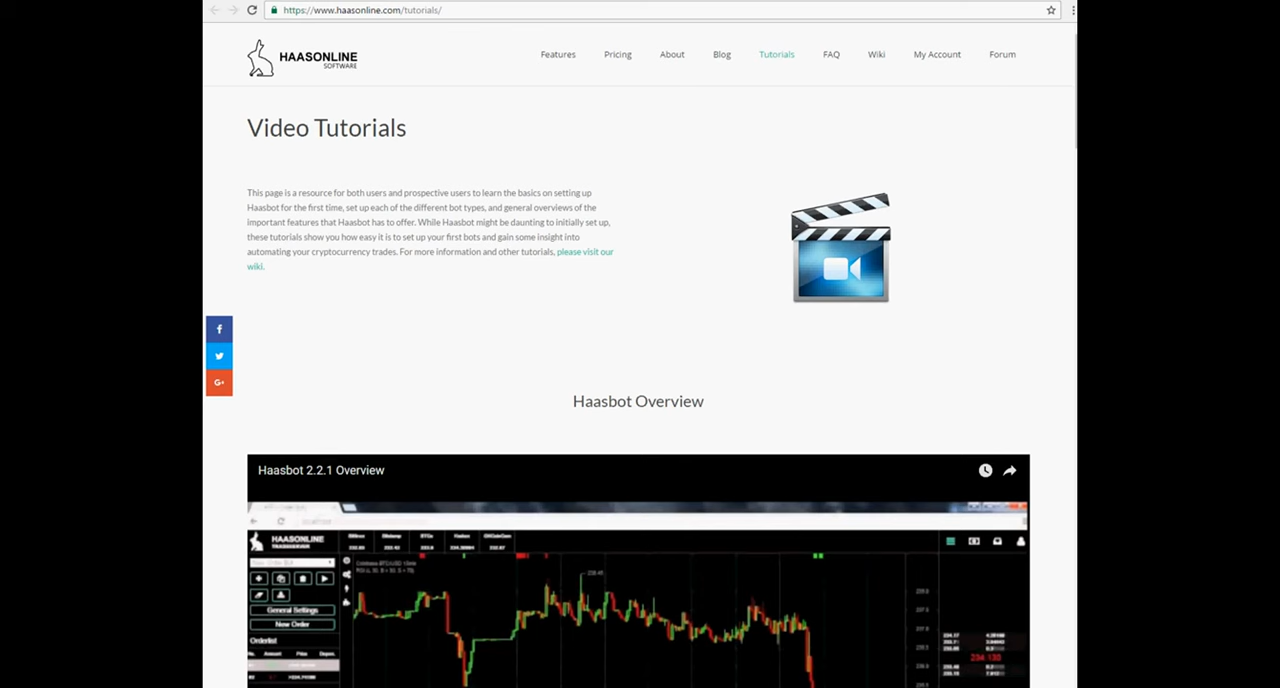 https://www.haasonline.com/tutorials/
HAASONLINE
SOFTWARE
Features Pricing About Blog Tutorials FAQ Wiki My Account Forum
Video Tutorials
This page is a resource for both users and prospective users to learn the basics on setting up
Haasbot for the first time, set up each of the different bot types, and general overviews of the
important features that Haasbot has to offer. While Haasbot might be daunting to initially set up,
these tutorials show you how easy it is to set up your first bots and gain some insight into
automating your cryptocurrency trades. For more information and other tutorials, please visit our
wiki.
f
G+
Haasbot Overview
Haasbot 2.2.1 Overview
HAASONLINE
TRADESERVER
General Settings
New Order
Orderlist
No. Amount Price Depen.